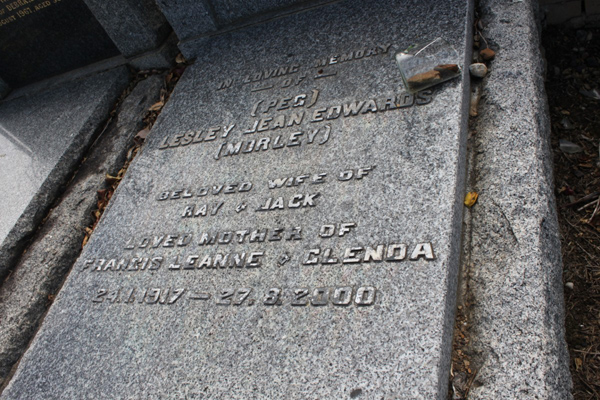 IN LOVING MEMORY
OF
(PEG)
LESLEY JEAN EDWARDS
(MORLEY)
BELOVED WIFE OF
RAY & JACK
LOVED MOTHER OF
FRANCIS LEANNE & GLENDA
24.1.1917 — 27.8.2000